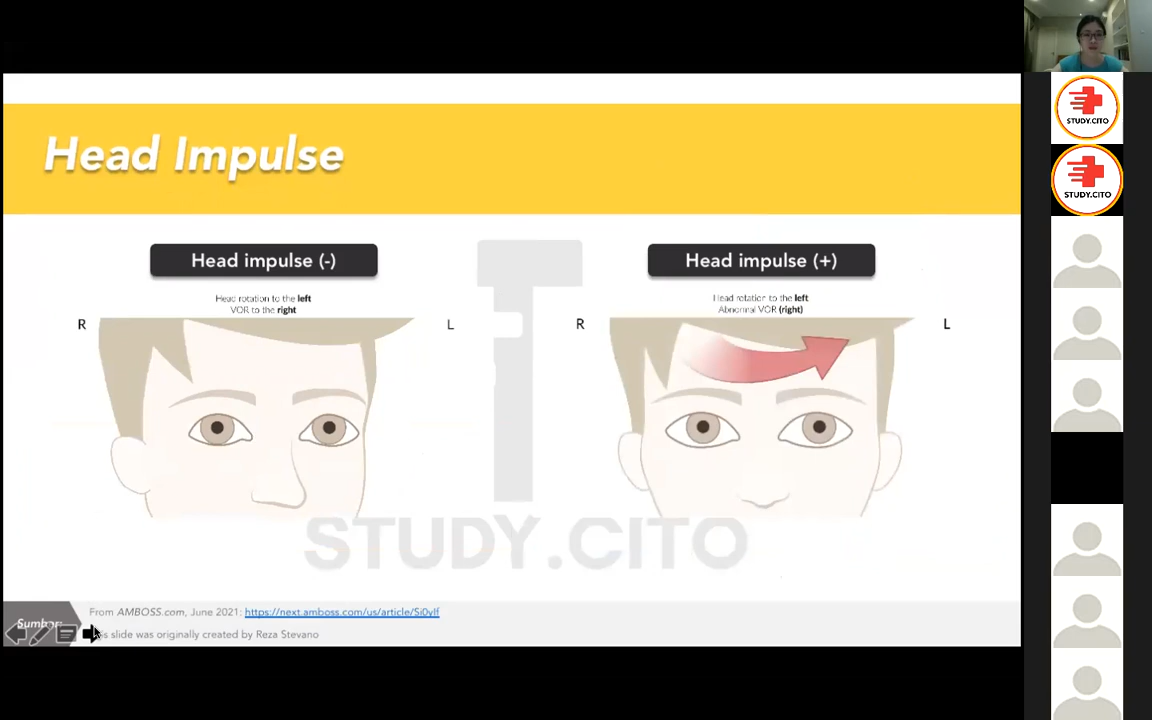 Head Impulse
Head impulse (-)
Head rotation to the left
VOR to the right
R
L
Head impulse (+)
Head rotation to the left
Abnormal VOR (right)
R
L
STUDY.CITO
Sumber:
From AMBOSS.com, June 2021: https://next.amboss.com/us/article/Si0yIf
slide was originally created by Reza Stevano
STUDY.CITO
STUDY.CITO